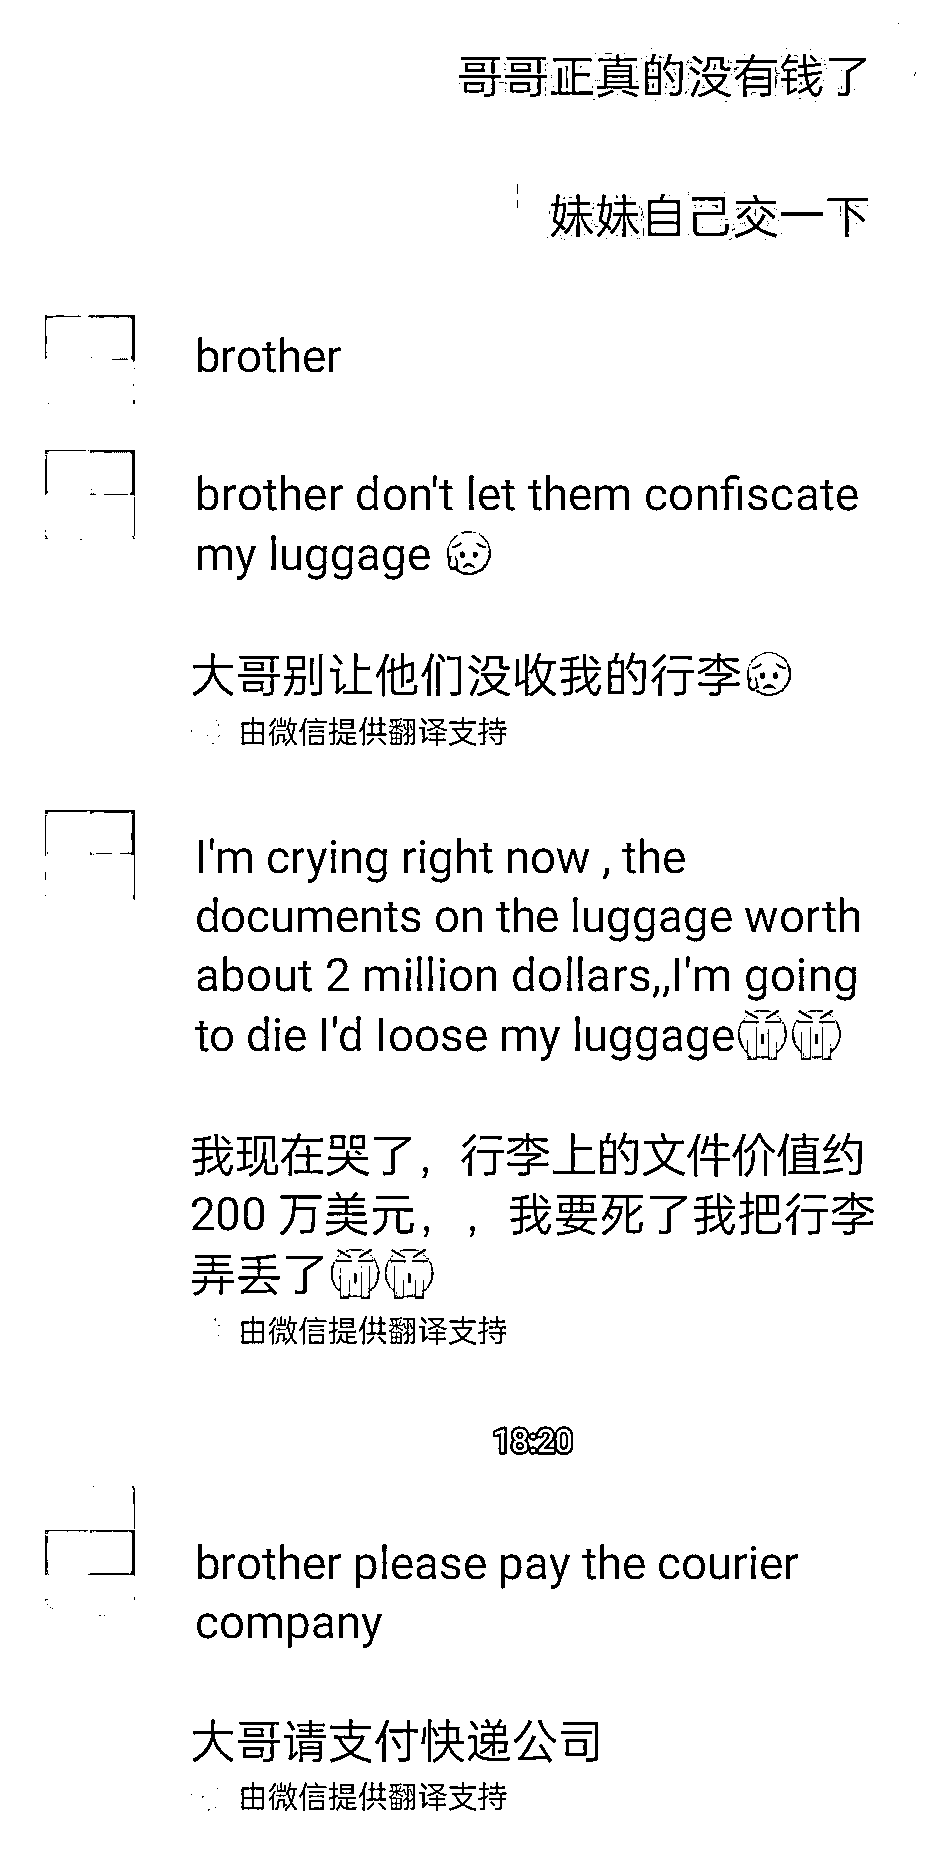 哥哥正真的没有钱了
妹妹自己交一下
brother
brother don't let them confiscate
my luggage 😥
大哥别让他们没收我的行李😥
由微信提供翻译支持
I'm crying right now , the
documents on the luggage worth
about 2 million dollars,,I'm going
to die I'd loose my luggage😭😭
我现在哭了，行李上的文件价值约
200 万美元，，我要死了我把行李
弄丢了😭😭
由微信提供翻译支持
18:20
brother please pay the courier
company
大哥请支付快递公司
由微信提供翻译支持